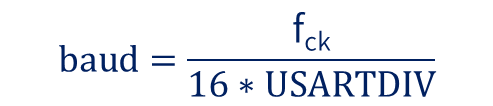 baud = f_ck / 16 * USARTDIV